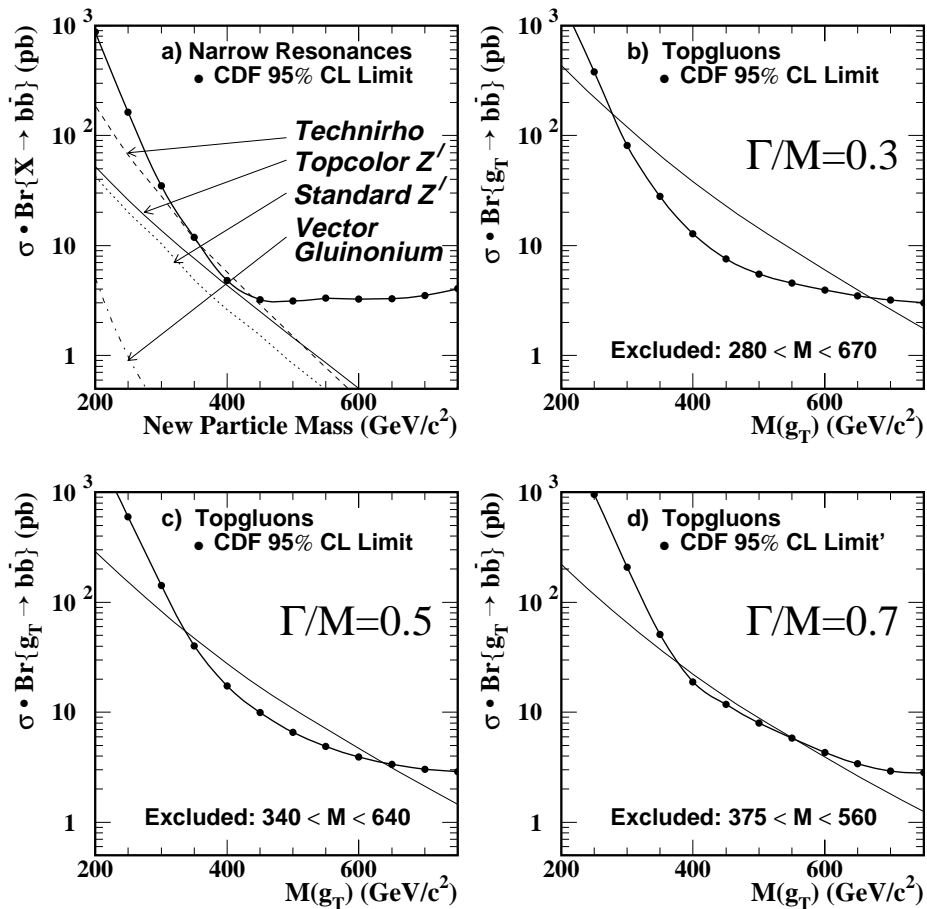 a) Narrow Resonances
• CDF 95% CL Limit
Technirho
Topcolor Z′
Standard Z′
Vector
Gluinonium
σ • Br{X → bb̄} (pb)
10³
10²
10
1
200 400 600
New Particle Mass (GeV/c²)
b) Topgluons
• CDF 95% CL Limit
Γ/M=0.3
Excluded: 280 < M < 670
σ • Br{g_T → bb̄} (pb)
10³
10²
10
1
200 400 600
M(g_T) (GeV/c²)
c) Topgluons
• CDF 95% CL Limit
Γ/M=0.5
Excluded: 340 < M < 640
σ • Br{g_T → bb̄} (pb)
10³
10²
10
1
200 400 600
M(g_T) (GeV/c²)
d) Topgluons
• CDF 95% CL Limit’
Γ/M=0.7
Excluded: 375 < M < 560
σ • Br{g_T → bb̄} (pb)
10³
10²
10
1
200 400 600
M(g_T) (GeV/c²)